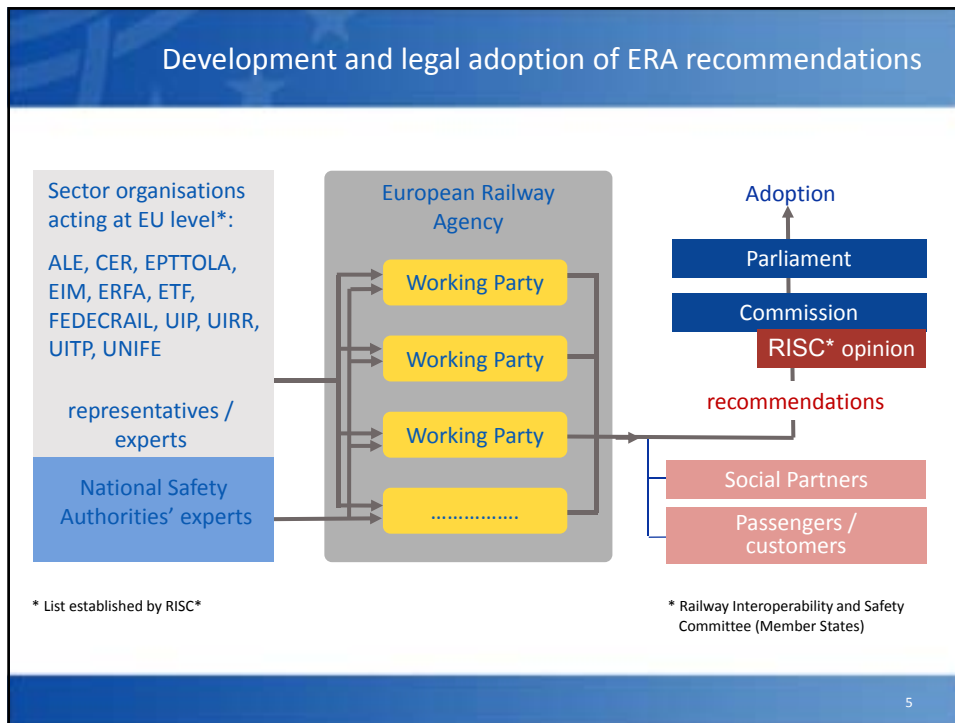 Development and legal adoption of ERA recommendations
Sector organisations
acting at EU level*:
ALE, CER, EPTTOLA,
EIM, ERFA, ETF,
FEDECRAIL, UIP, UIRR,
UITP, UNIFE
representatives /
experts
National Safety
Authorities' experts
European Railway
Agency
Working Party
Working Party
Working Party
…………….
Adoption
Parliament
Commission
RISC* opinion
recommendations
Social Partners
Passengers /
customers
* List established by RISC*
* Railway Interoperability and Safety
Committee (Member States)
5